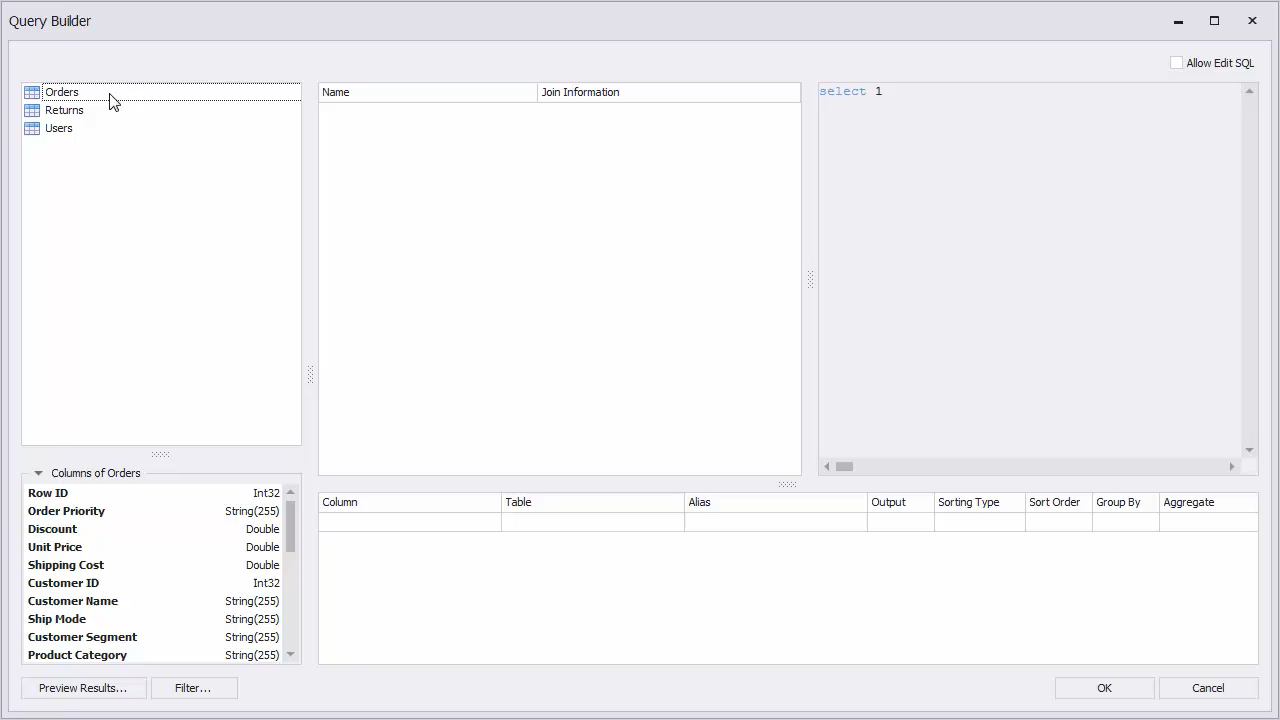 Query Builder
Allow Edit SQL
Orders
Returns
Users
Name Join Information
select 1
Columns of Orders
Row ID Int32
Order Priority String(255)
Discount Double
Unit Price Double
Shipping Cost Double
Customer ID Int32
Customer Name String(255)
Ship Mode String(255)
Customer Segment String(255)
Product Category String(255)
Column Table Alias Output Sorting Type Sort Order Group By Aggregate
Preview Results... Filter... OK Cancel